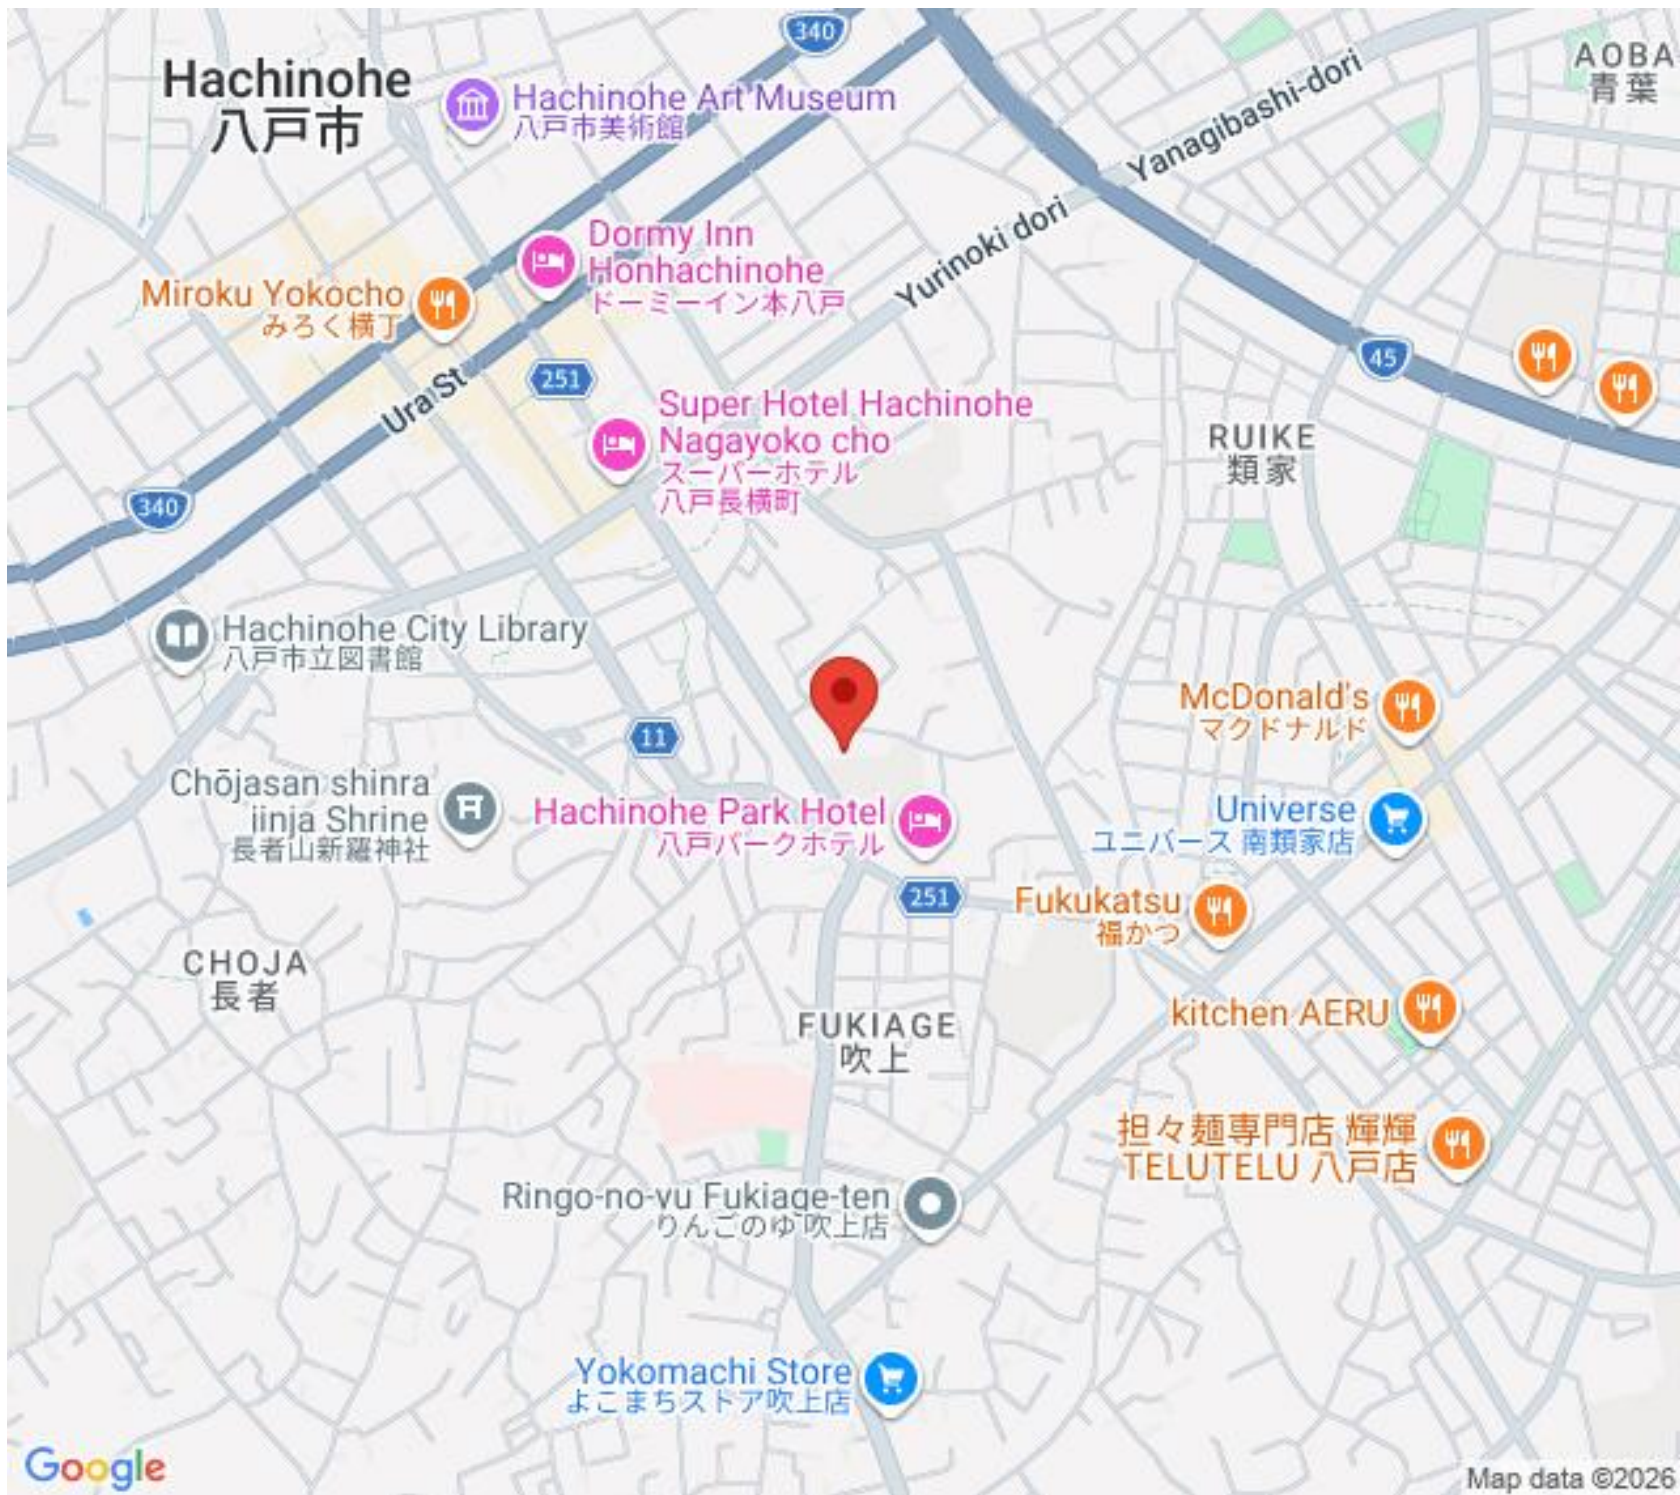 340
Hachinohe
八戸市
Hachinohe Art Museum
八戸市美術館
AOBA
青葉
Yanagibashi-dori
Yurinoki dori
Dormy Inn
Honhachinohe
ドーミーイン本八戸
Miroku Yokocho
みろく横丁
45
251
Ura St
Super Hotel Hachinohe
Nagayoko cho
スーパーホテル
八戸長横町
RUIKE
類家
340
Hachinohe City Library
八戸市立図書館
McDonald's
マクドナルド
11
Chōjasan shinra
jinja Shrine
長者山新羅神社
Hachinohe Park Hotel
八戸パークホテル
Universe
ユニバース 南類家店
251
Fukukatsu
福かつ
CHOJA
長者
kitchen AERU
FUKIAGE
吹上
担々麺専門店 輝輝
TELUTELU 八戸店
Ringo-no-yu Fukiage-ten
りんごのゆ 吹上店
Yokomachi Store
よこまちストア吹上店
Google
Map data ©2026